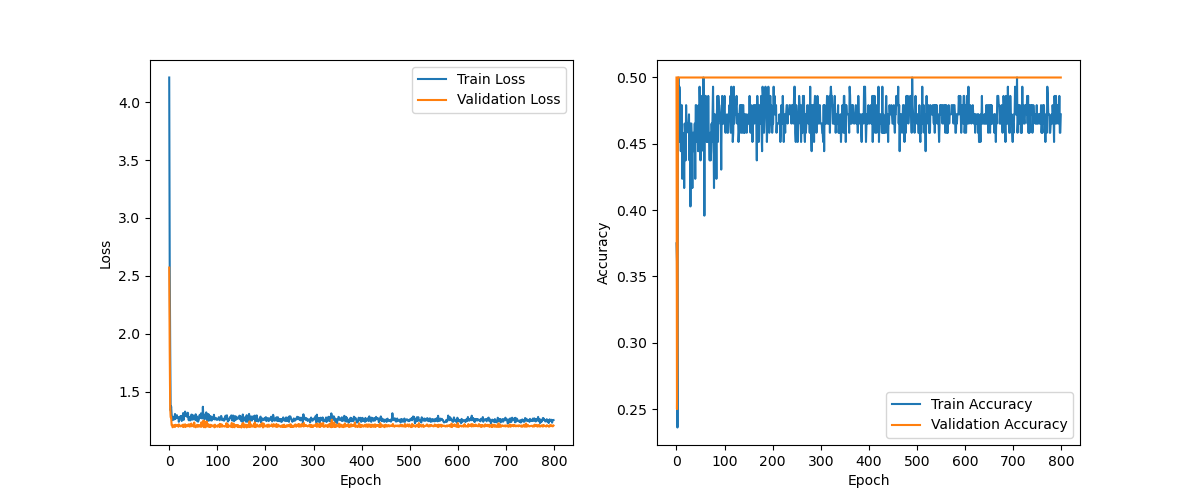 Train Loss
Validation Loss
4.0
3.5
3.0
2.5
2.0
1.5
Loss
0 100 200 300 400 500 600 700 800
Epoch
0.50
0.45
0.40
0.35
0.30
0.25
Accuracy
Train Accuracy
Validation Accuracy
0 100 200 300 400 500 600 700 800
Epoch